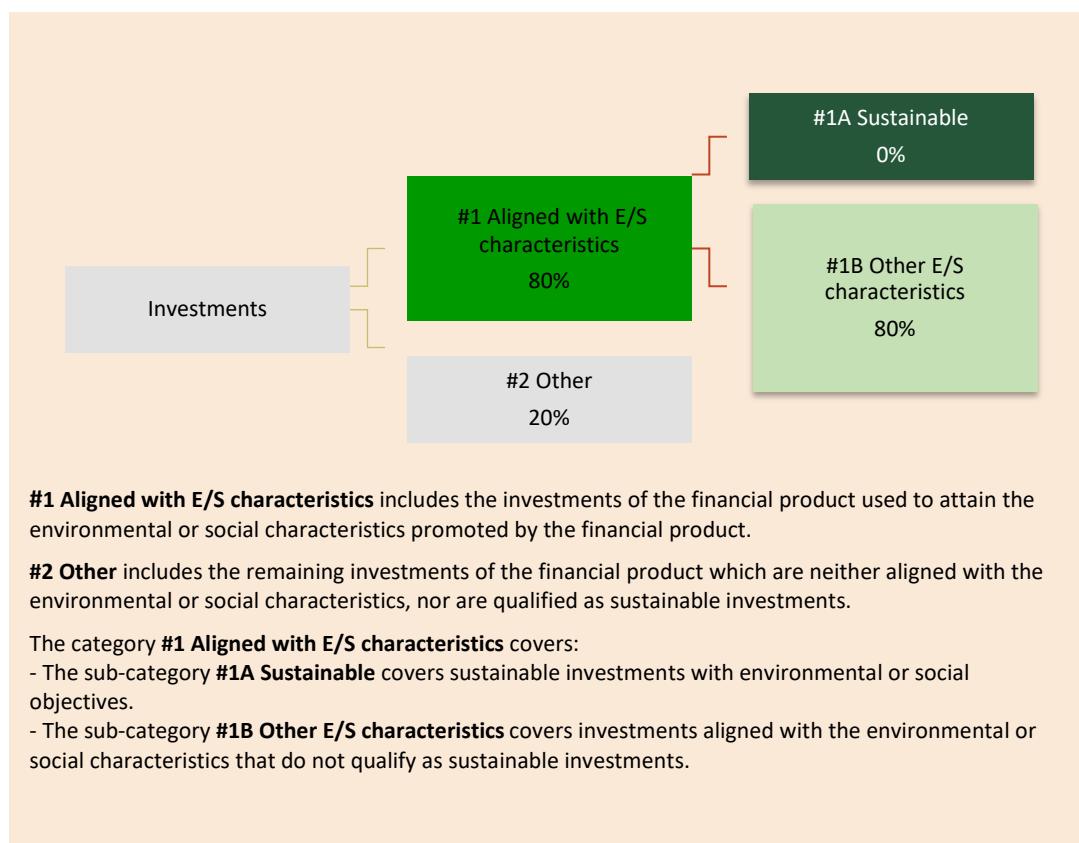 #1A Sustainable
0%
#1 Aligned with E/S
characteristics
80%
#1B Other E/S
characteristics
80%
Investments
#2 Other
20%
#1 Aligned with E/S characteristics includes the investments of the financial product used to attain the
environmental or social characteristics promoted by the financial product.
#2 Other includes the remaining investments of the financial product which are neither aligned with the
environmental or social characteristics, nor are qualified as sustainable investments.
The category #1 Aligned with E/S characteristics covers:
- The sub-category #1A Sustainable covers sustainable investments with environmental or social
objectives.
- The sub-category #1B Other E/S characteristics covers investments aligned with the environmental or
social characteristics that do not qualify as sustainable investments.